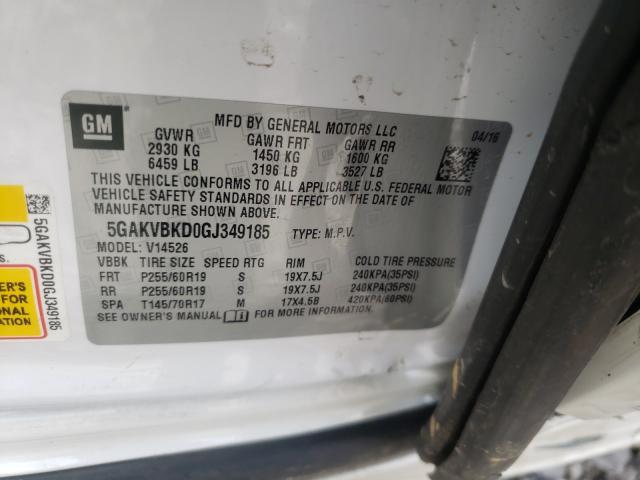 GM
MFD BY GENERAL MOTORS LLC
04/16
GVWR GAWR FRT GAWR RR
2930 KG 1450 KG 1600 KG
6459 LB 3196 LB 3527 LB
THIS VEHICLE CONFORMS TO ALL APPLICABLE U.S. FEDERAL MOTOR
VEHICLE SAFETY STANDARDS IN EFFECT ON THE DATE OF
MANUFACTURE SHOWN ABOVE.
5GAKVBKD0GJ349185 TYPE: M.P.V.
MODEL: V14526
VBBK TIRE SIZE SPEED RTG RIM COLD TIRE PRESSURE
FRT P255/60R19 S 19X7.5J 240KPA(35PSI)
RR P255/60R19 S 19X7.5J 240KPA(35PSI)
SPA T145/70R17 M 17X4.5B 420KPA(60PSI)
SEE OWNER'S MANUAL FOR MORE INFORMATION.
5GAKVBKD0GJ349185
ER'S
FOR
ONAL
ATION